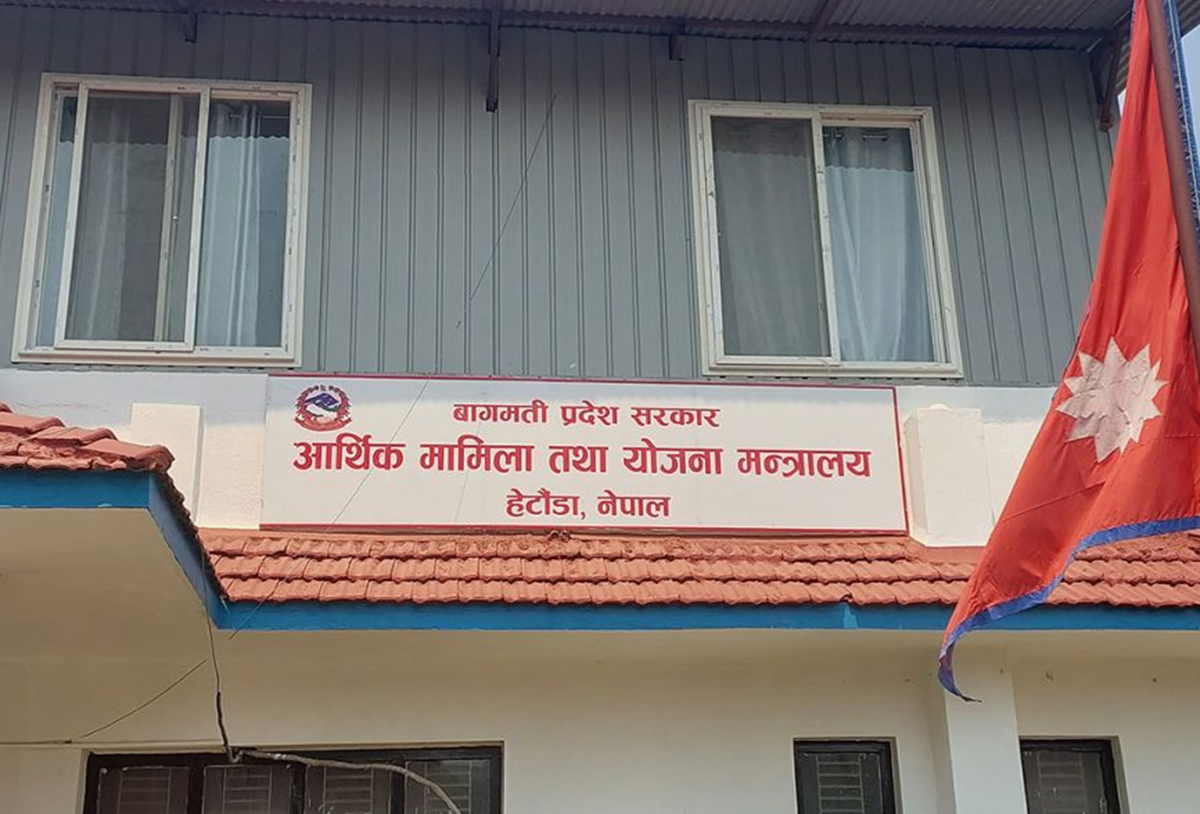 बागमती प्रदेश सरकार
आर्थिक मामिला तथा योजना मन्त्रालय
हेटौंडा, नेपाल